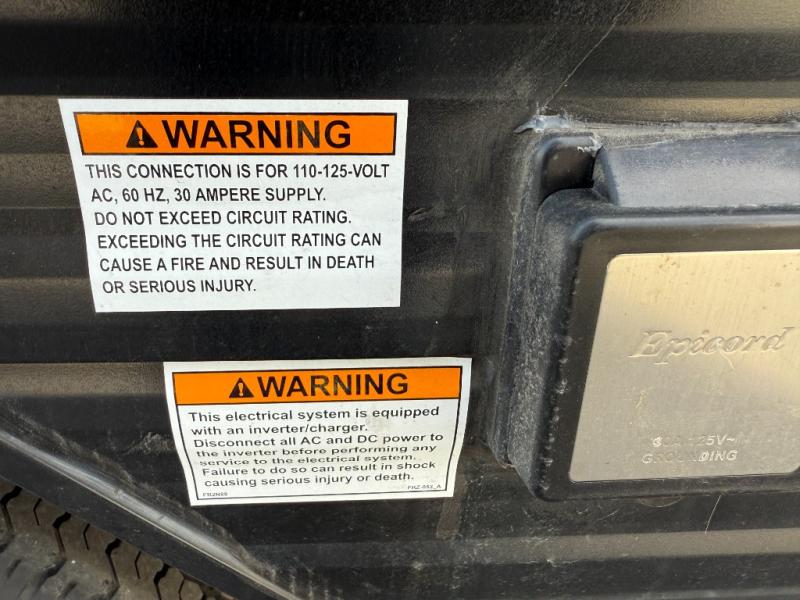 WARNING
THIS CONNECTION IS FOR 110-125-VOLT
AC, 60 HZ, 30 AMPERE SUPPLY.
DO NOT EXCEED CIRCUIT RATING.
EXCEEDING THE CIRCUIT RATING CAN
CAUSE A FIRE AND RESULT IN DEATH
OR SERIOUS INJURY.
WARNING
This electrical system is equipped
with an inverter/charger.
Disconnect all AC and DC power to
the inverter before performing any
service to the electrical system.
Failure to do so can result in shock
causing serious injury or death.
Epicord
GROUNDING